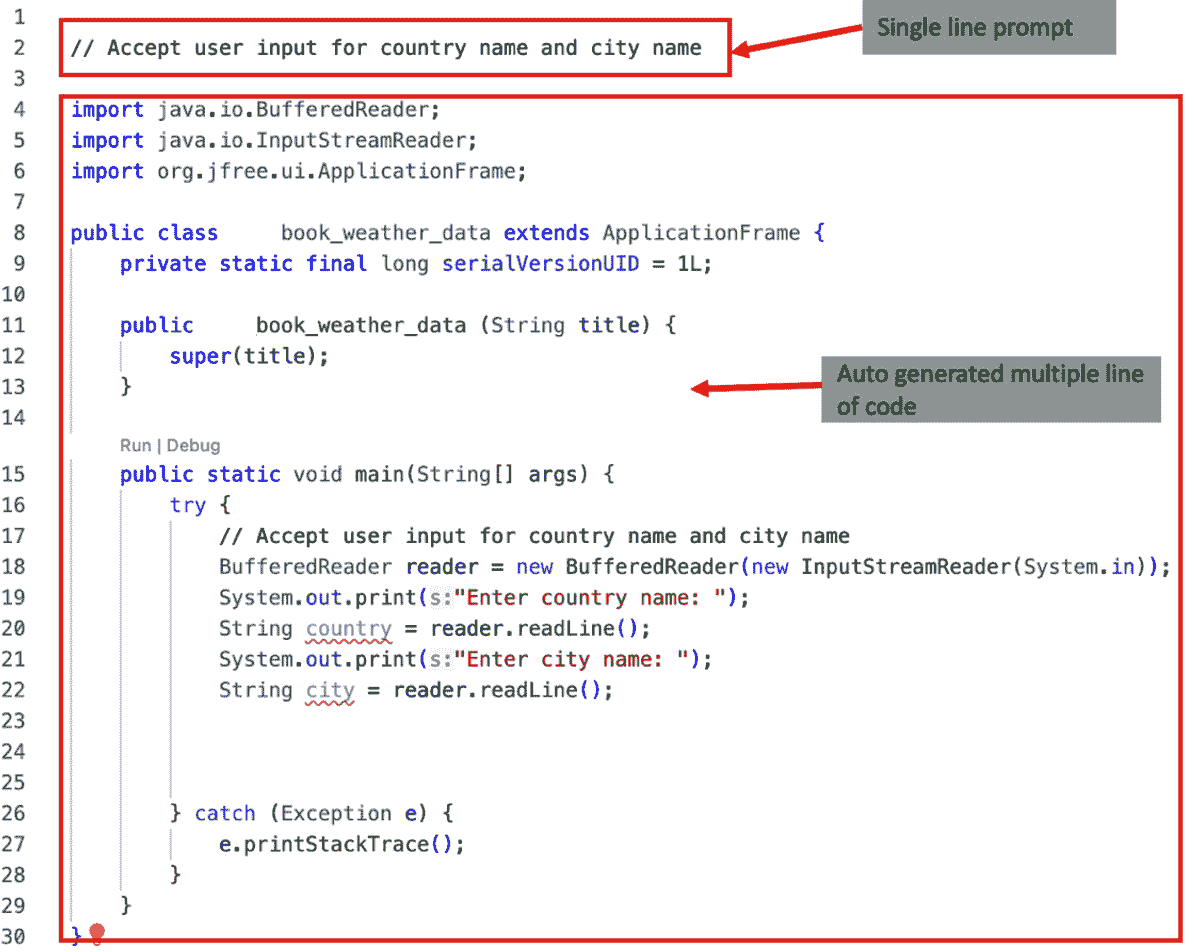 1
2 // Accept user input for country name and city name
Single line prompt
3
4 import java.io.BufferedReader;
5 import java.io.InputStreamReader;
6 import org.jfree.ui.ApplicationFrame;
7
8 public class book_weather_data extends ApplicationFrame {
9 private static final long serialVersionUID = 1L;
10
11 public book_weather_data (String title) {
12 super(title);
13 }
Auto generated multiple line
of code
14
Run | Debug
15 public static void main(String[] args) {
16 try {
17 // Accept user input for country name and city name
18 BufferedReader reader = new BufferedReader(new InputStreamReader(System.in));
19 System.out.print(s:"Enter country name: ");
20 String country = reader.readLine();
21 System.out.print(s:"Enter city name: ");
22 String city = reader.readLine();
23
24
25
26 } catch (Exception e) {
27 e.printStackTrace();
28 }
29 }
30 }